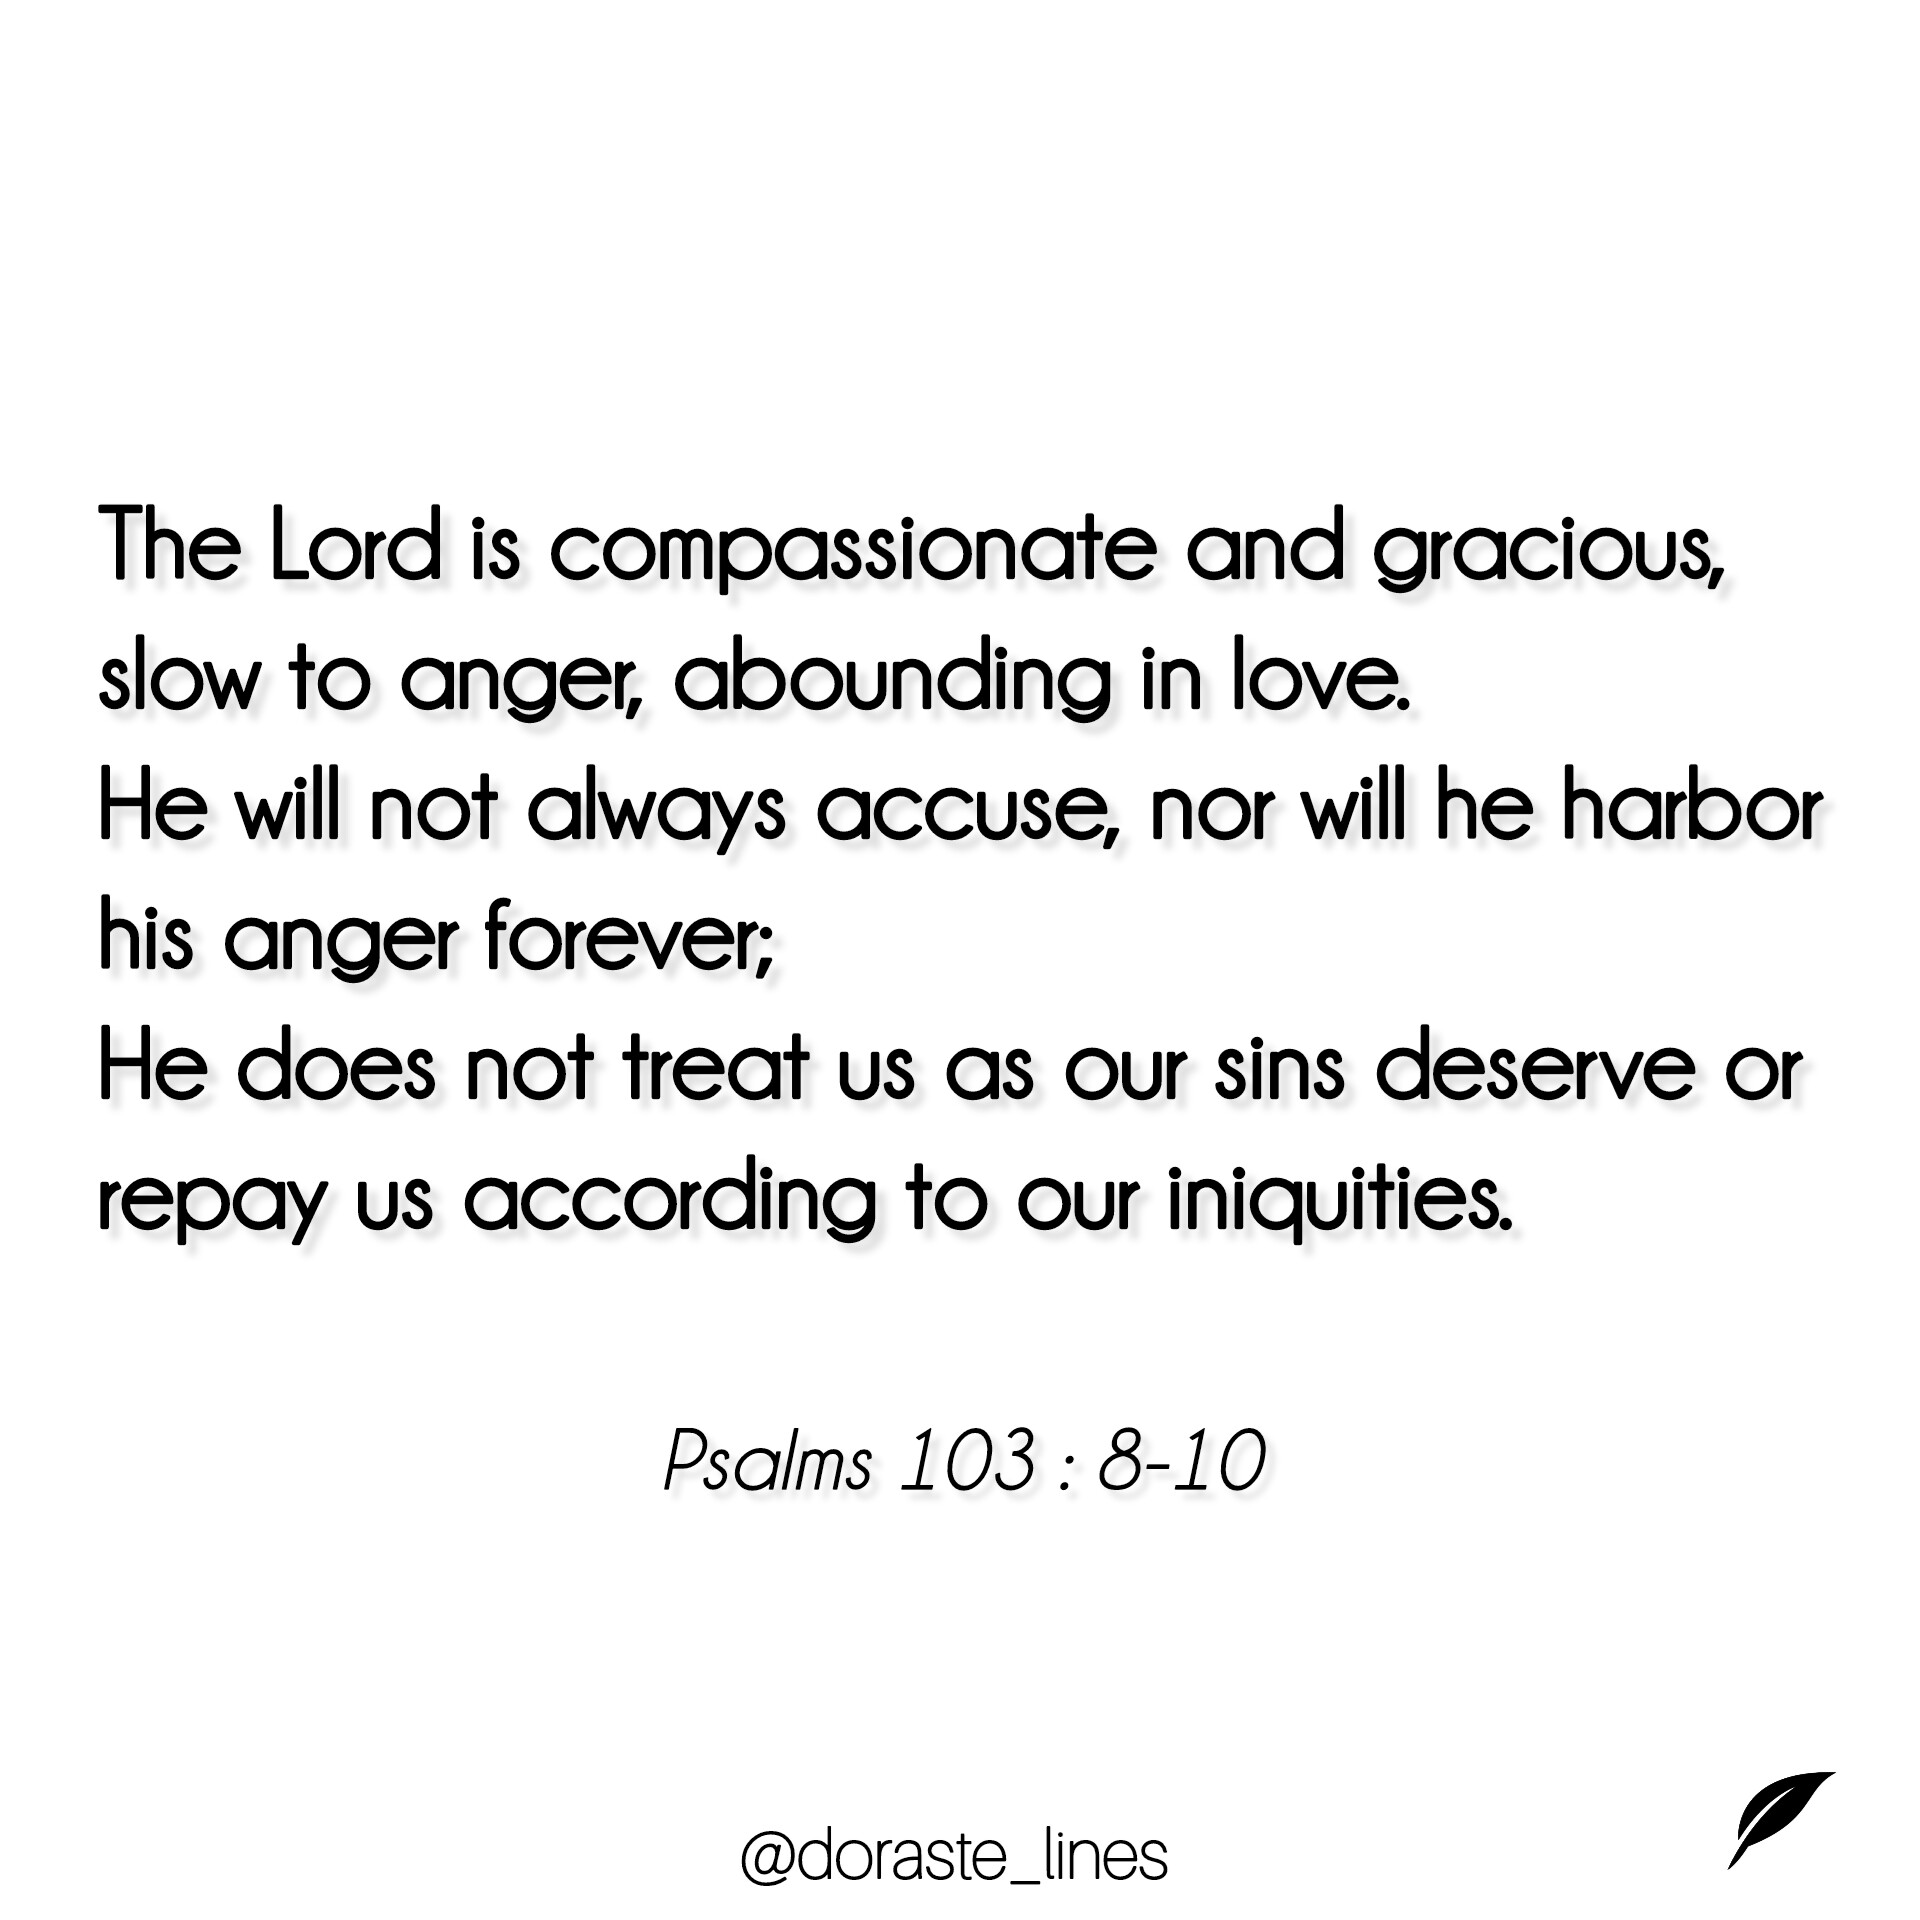 The Lord is compassionate and gracious,
slow to anger, abounding in love.
He will not always accuse, nor will he harbor
his anger forever;
He does not treat us as our sins deserve or
repay us according to our iniquities.
Psalms 103 : 8-10
@doraste_lines